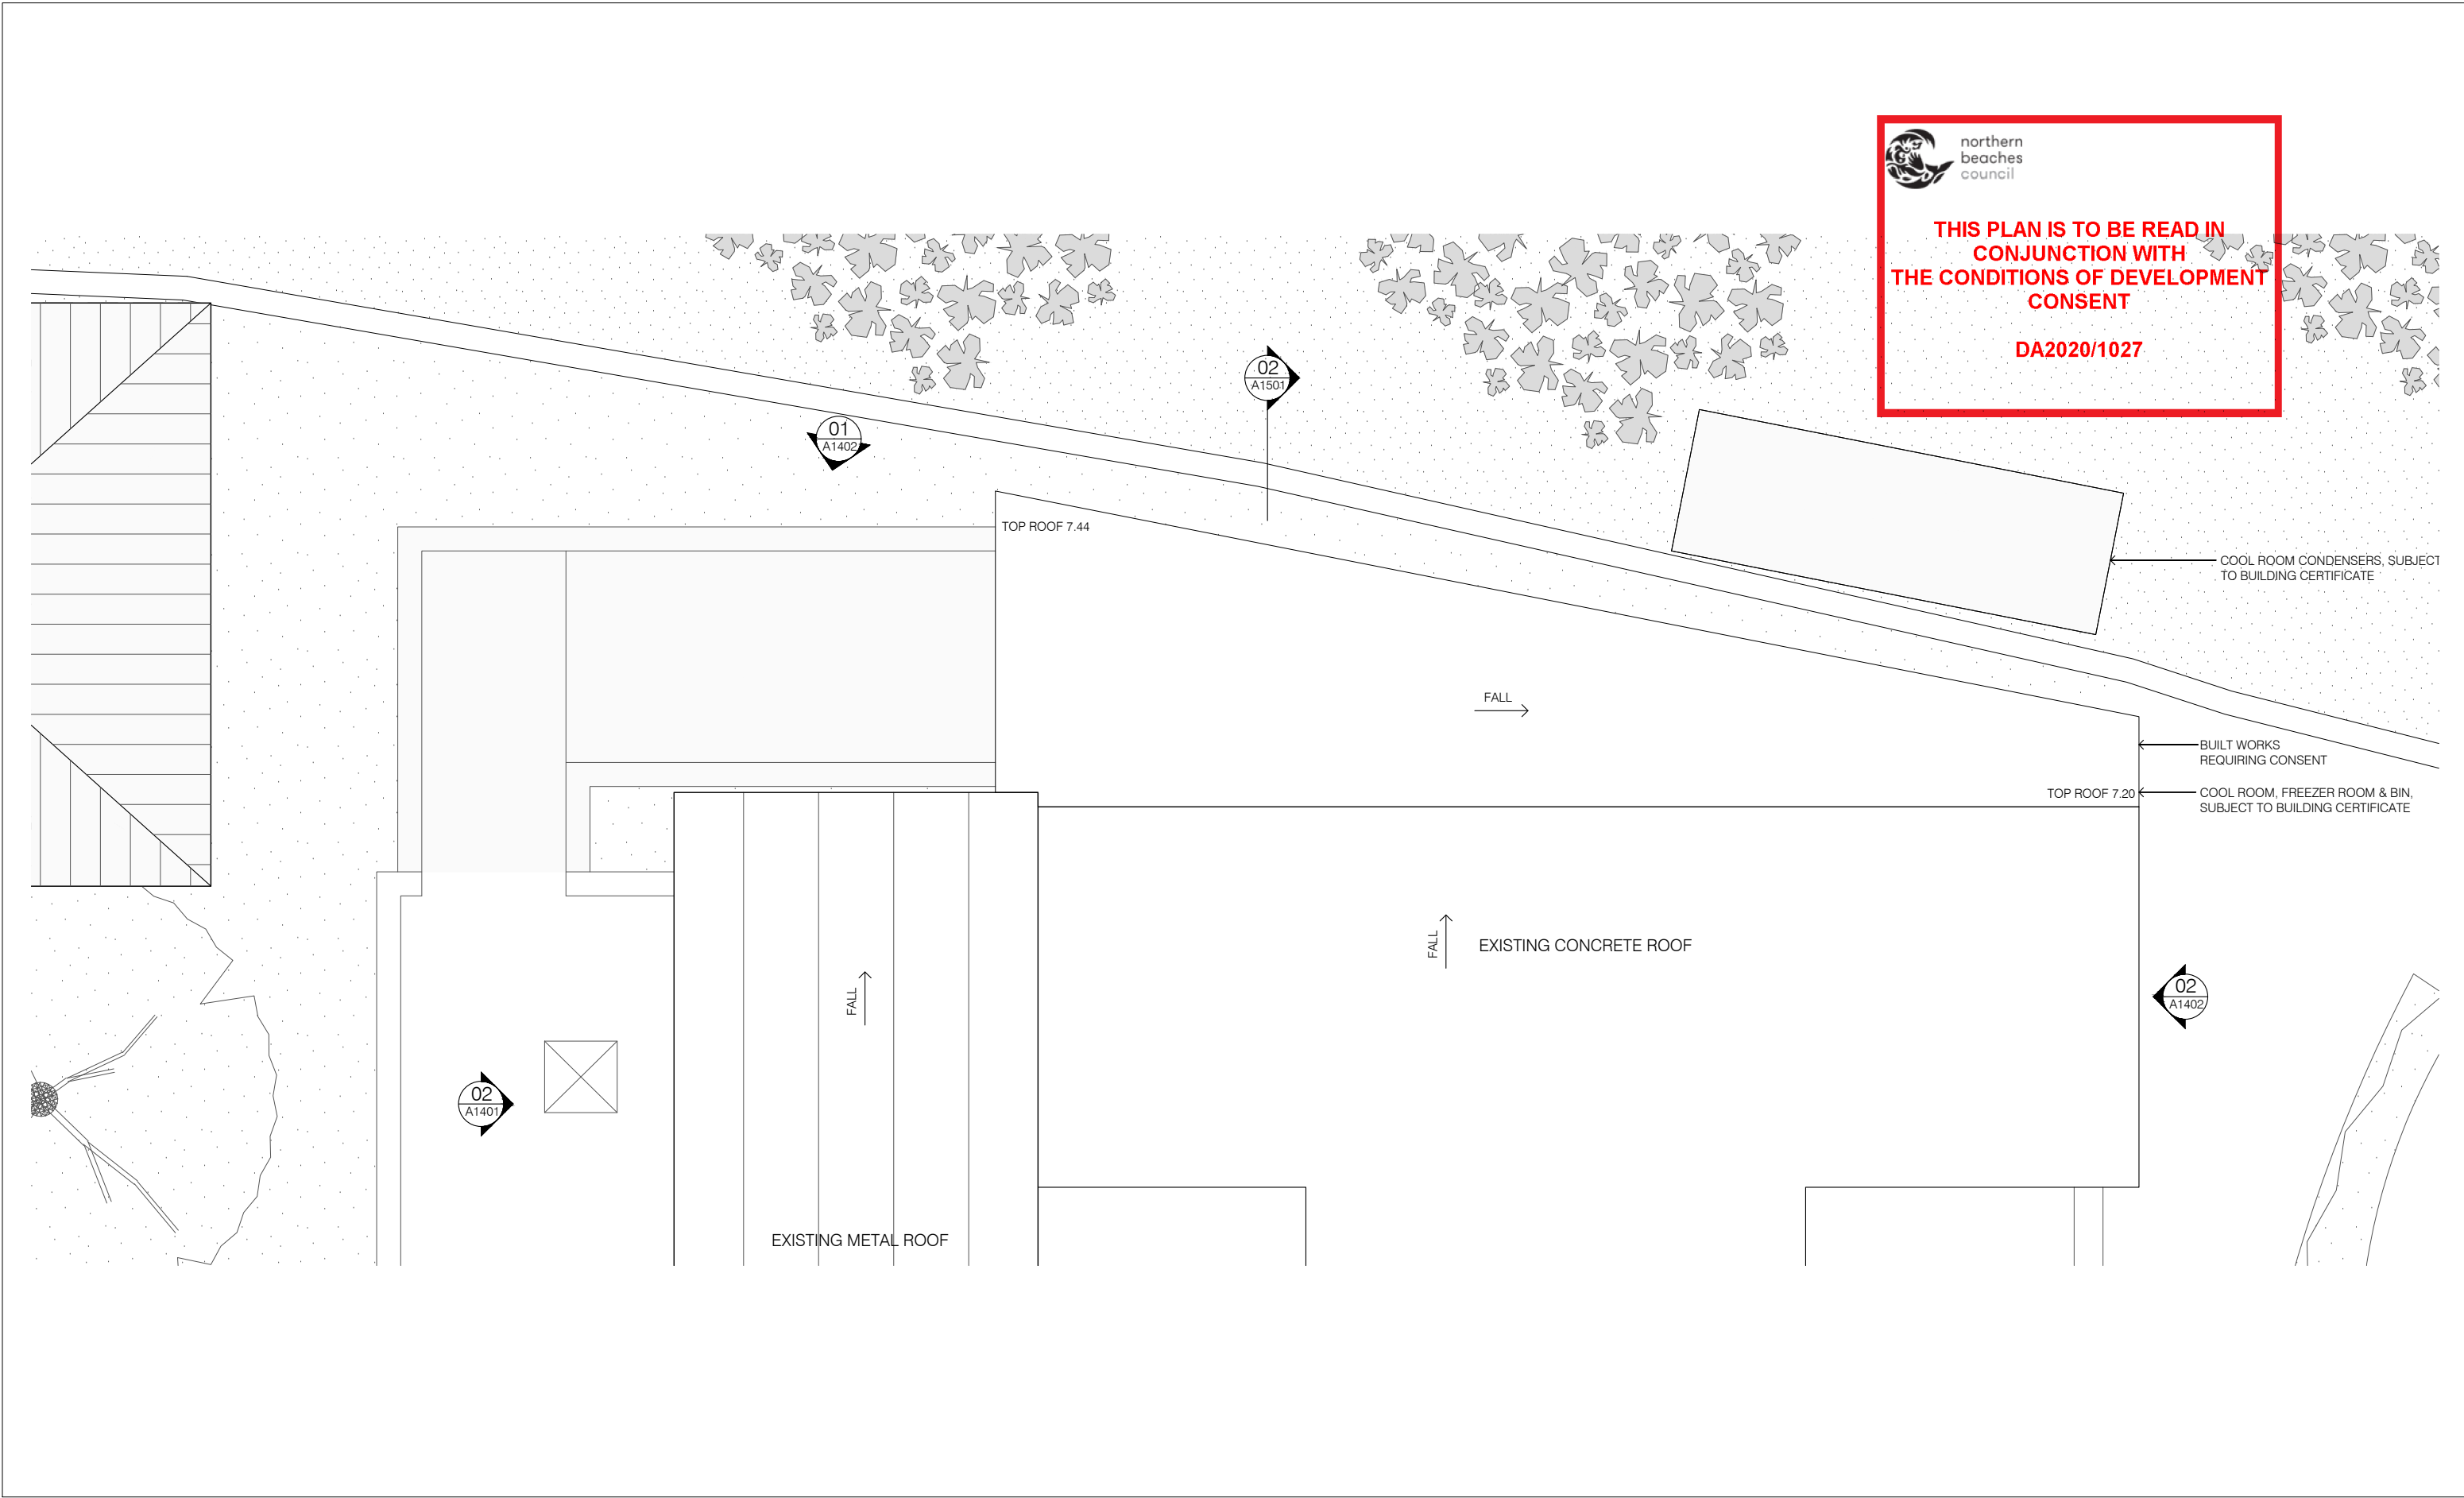 northern
beaches
council
THIS PLAN IS TO BE READ IN
CONJUNCTION WITH
THE CONDITIONS OF DEVELOPMENT
CONSENT
DA2020/1027
02
A1501
01
A1402
TOP ROOF 7.44
COOL ROOM CONDENSERS, SUBJECT
TO BUILDING CERTIFICATE
FALL
BUILT WORKS
REQUIRING CONSENT
TOP ROOF 7.20
COOL ROOM, FREEZER ROOM & BIN,
SUBJECT TO BUILDING CERTIFICATE
FALL
EXISTING CONCRETE ROOF
FALL
02
A1402
02
A1401
EXISTING METAL ROOF